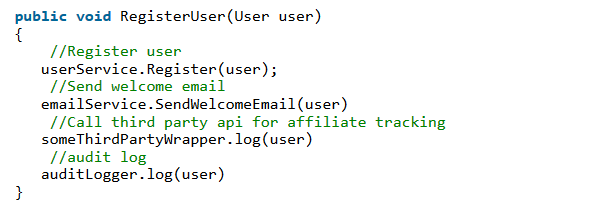 public void RegisterUser(User user)
{
//Register user
userService.Register(user);
//Send welcome email
emailService.SendWelcomeEmail(user)
//Call third party api for affiliate tracking
someThirdPartyWrapper.log(user)
//audit log
auditLogger.log(user)
}